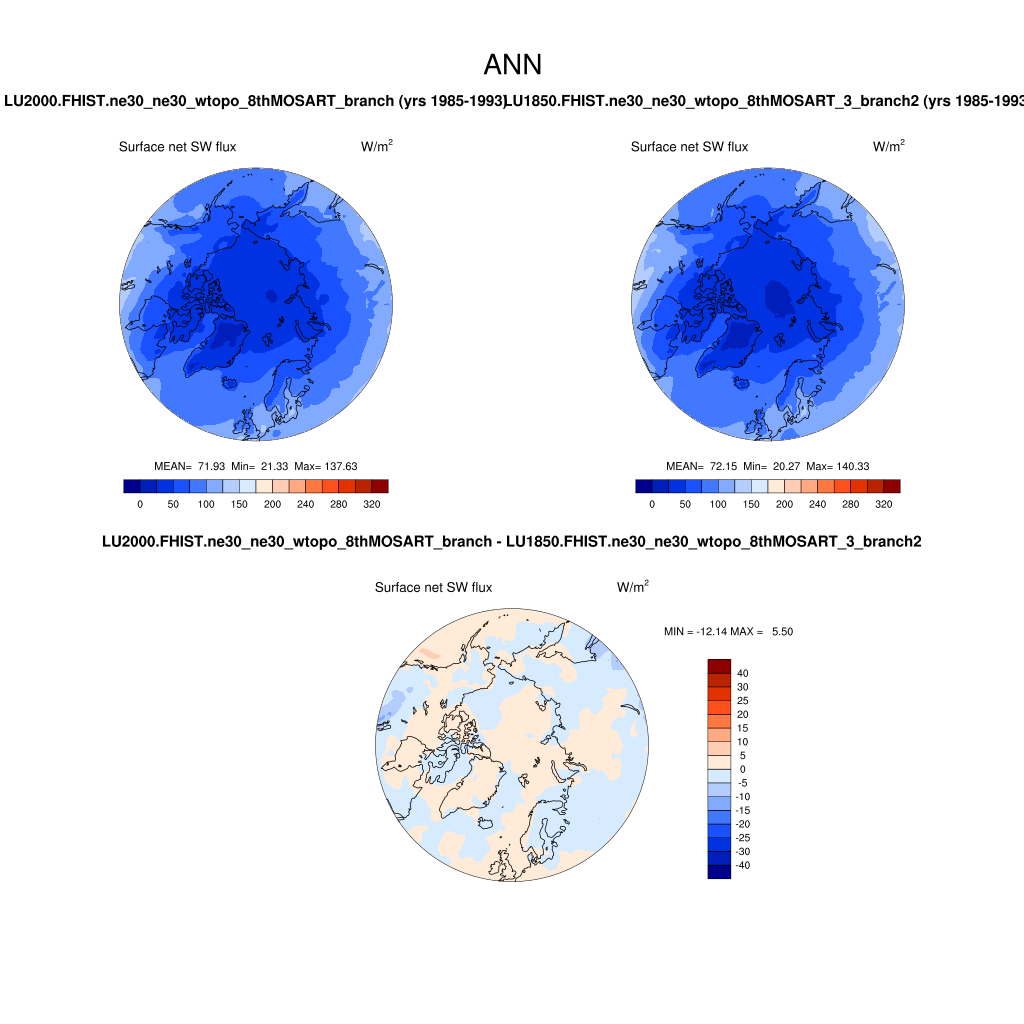 ANN
LU2000.FHIST.ne30_ne30_wtopo_8thMOSART_branch (yrs 1985-1993)
LU1850.FHIST.ne30_ne30_wtopo_8thMOSART_3_branch2 (yrs 1985-1993
Surface net SW flux W/m2
Surface net SW flux W/m2
MEAN= 71.93 Min= 21.33 Max= 137.63
MEAN= 72.15 Min= 20.27 Max= 140.33
0 50 100 150 200 240 280 320
0 50 100 150 200 240 280 320
LU2000.FHIST.ne30_ne30_wtopo_8thMOSART_branch - LU1850.FHIST.ne30_ne30_wtopo_8thMOSART_3_branch2
Surface net SW flux W/m2
MIN = -12.14 MAX = 5.50
40
30
25
20
15
10
5
0
-5
-10
-15
-20
-25
-30
-40